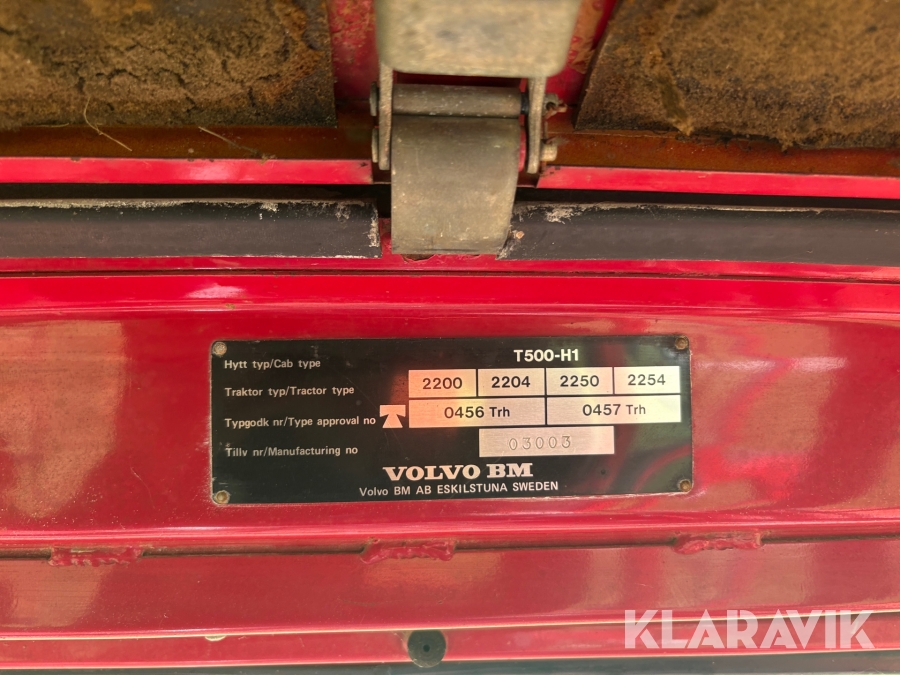 Hytt typ/Cab type T500-H1
Traktor typ/Tractor type 2200 2204 2250 2254
Typgodk nr/Type approval no 0456 Trh 0457 Trh
Tillv nr/Manufacturing no 03003
VOLVO BM
Volvo BM AB ESKILSTUNA SWEDEN
KLARAVIK